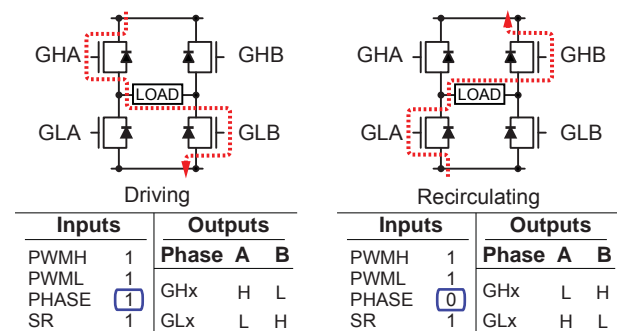 GHA GHB GHA GHB
LOAD LOAD
GLA GLB GLA GLB
Driving Recirculating
Inputs Outputs Inputs Outputs
PWMH 1 Phase A B PWMH 1 Phase A B
PWML 1 PWML 1
PHASE 1 GHx H L PHASE 0 GHx L H
SR 1 GLx L H SR 1 GLx H L